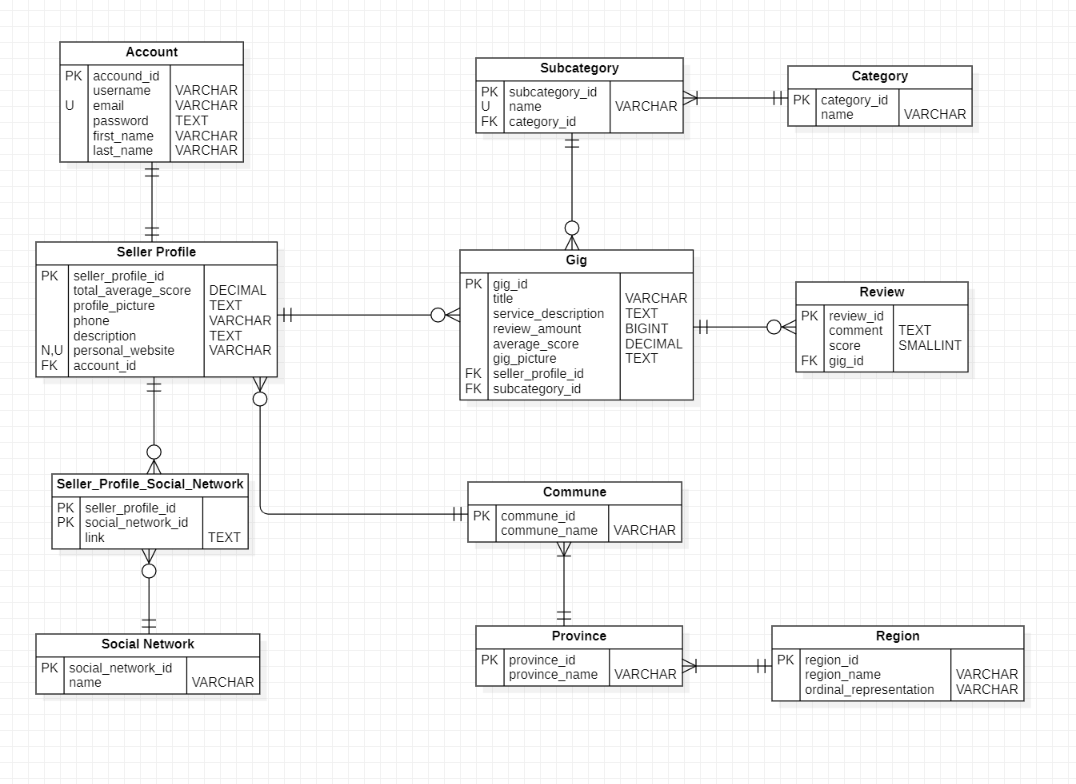 Account
PK accound_id
username VARCHAR
U email VARCHAR
password TEXT
first_name VARCHAR
last_name VARCHAR
Subcategory
PK subcategory_id
U name VARCHAR
FK category_id
Category
PK category_id
name VARCHAR
Seller Profile
PK seller_profile_id
total_average_score DECIMAL
profile_picture TEXT
phone VARCHAR
description TEXT
N,U personal_website VARCHAR
FK account_id
Gig
PK gig_id
title VARCHAR
service_description TEXT
review_amount BIGINT
average_score DECIMAL
gig_picture TEXT
FK seller_profile_id
FK subcategory_id
Review
PK review_id
comment TEXT
score SMALLINT
FK gig_id
Seller_Profile_Social_Network
PK seller_profile_id
PK social_network_id
link TEXT
Commune
PK commune_id
commune_name VARCHAR
Social Network
PK social_network_id
name VARCHAR
Province
PK province_id
province_name VARCHAR
Region
PK region_id
region_name VARCHAR
ordinal_representation VARCHAR